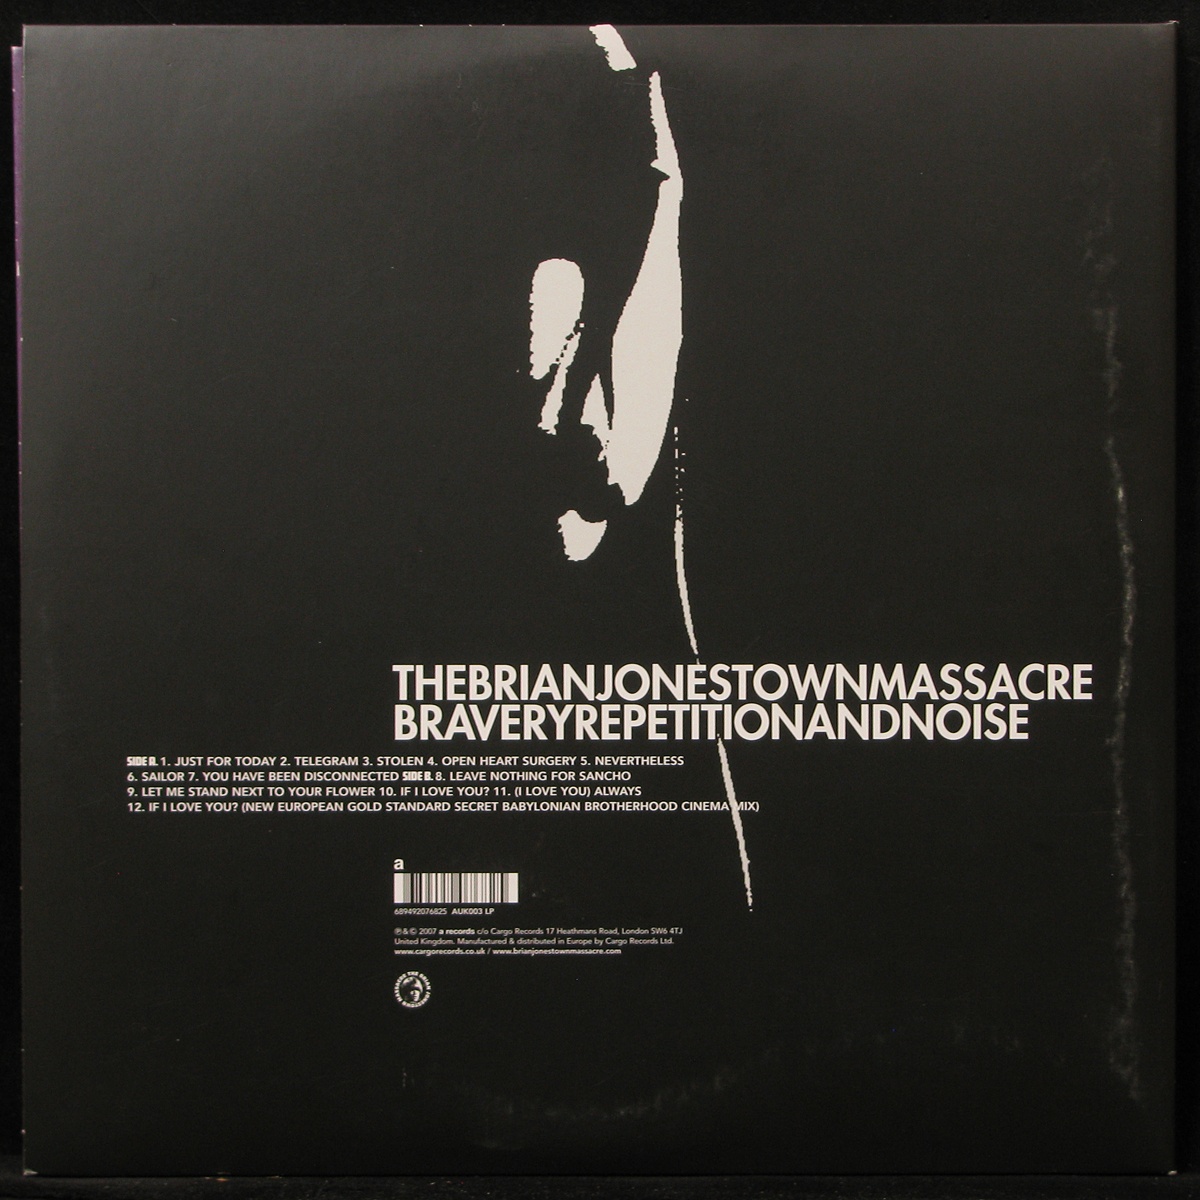 THEBRIANJONESTOWNMASSACRE
BRAVERYREPETITIONANDNOISE
SIDE A. 1. JUST FOR TODAY 2. TELEGRAM 3. STOLEN 4. OPEN HEART SURGERY 5. NEVERTHELESS
6. SAILOR 7. YOU HAVE BEEN DISCONNECTED SIDE B. 8. LEAVE NOTHING FOR SANCHO
9. LET ME STAND NEXT TO YOUR FLOWER 10. IF I LOVE YOU? 11. (I LOVE YOU) ALWAYS
12. IF I LOVE YOU? (NEW EUROPEAN GOLD STANDARD SECRET BABYLONIAN BROTHERHOOD CINEMA MIX)
a
689492076825 AUK003 LP
℗&© 2007 a records c/o Cargo Records 17 Heathmans Road, London SW6 4TJ
United Kingdom. Manufactured & distributed in Europe by Cargo Records Ltd.
www.cargorecords.co.uk / www.brianjonestownmassacre.com
THE BRIAN JONESTOWN MASSACRE